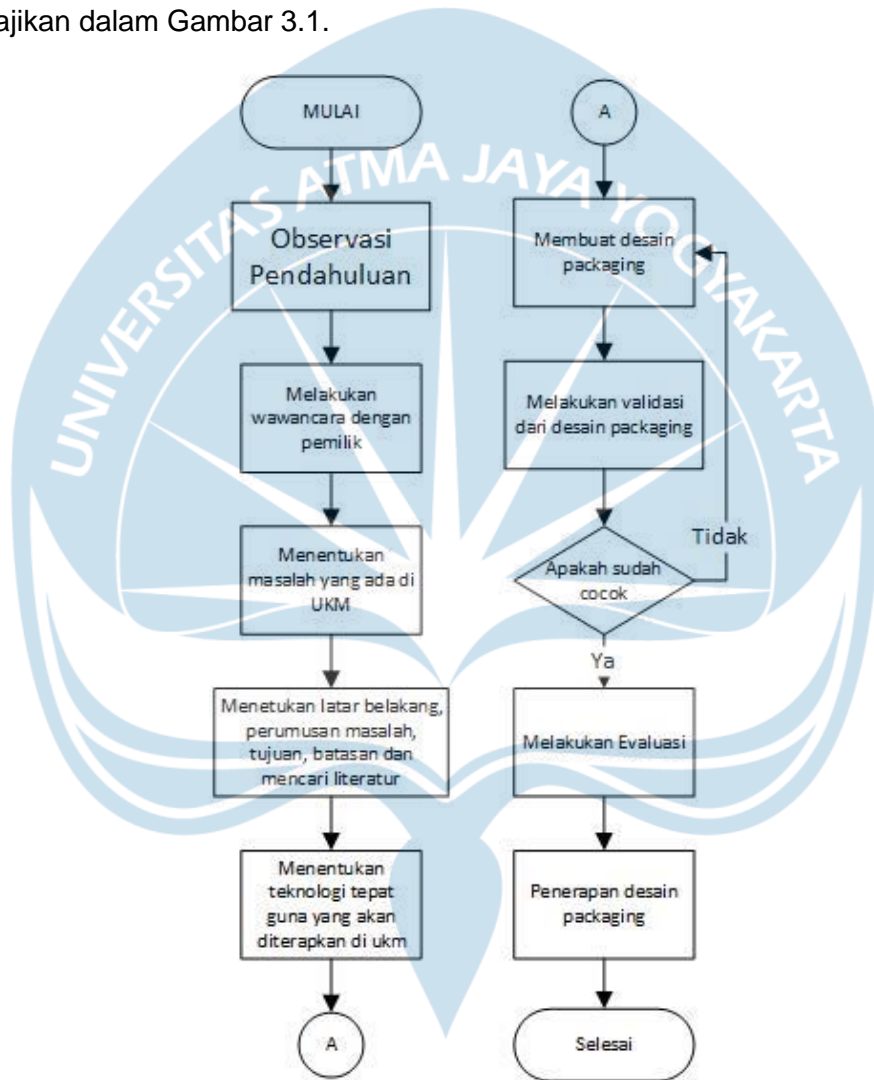 ajikan dalam Gambar 3.1.
UNIVERSITAS ATMA JAYA YOGYAKARTA
MULAI
Observasi
Pendahuluan
Melakukan
wawancara dengan
pemilik
Menentukan
masalah yang ada di
UKM
Menetukan latar belakang,
perumusan masalah,
tujuan, batasan dan
mencari literatur
Menentukan
teknologi tepat
guna yang akan
diterapkan di ukm
A
A
Membuat desain
packaging
Melakukan validasi
dari desain packaging
Apakah sudah
cocok
Tidak
Ya
Melakukan Evaluasi
Penerapan desain
packaging
Selesai